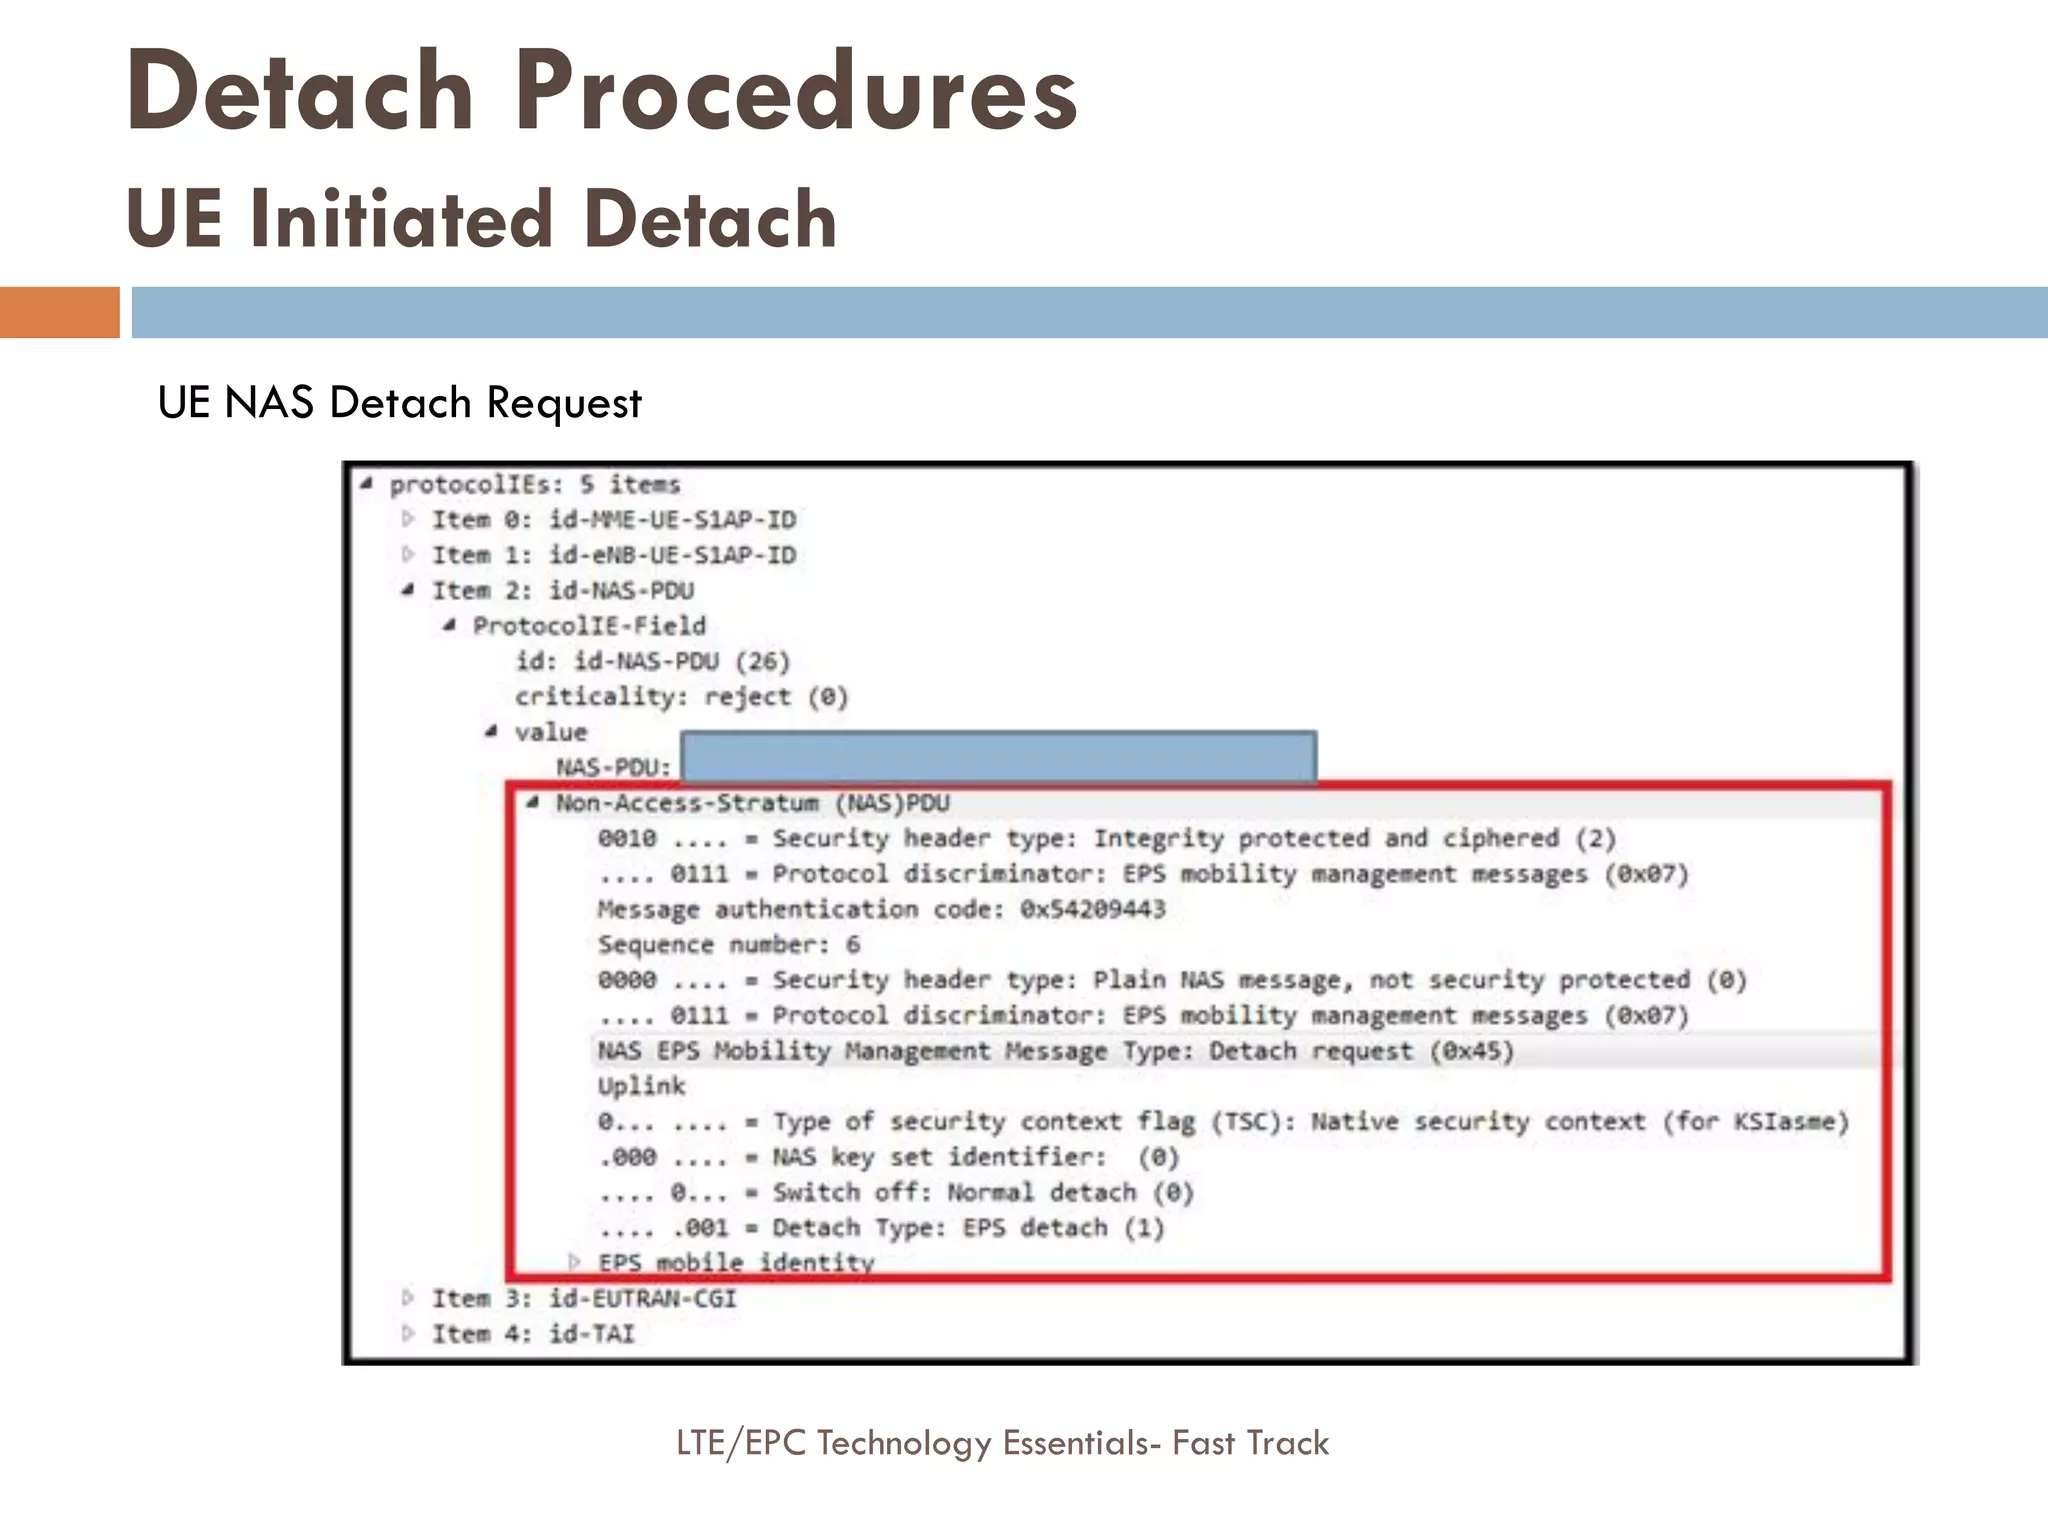 Detach Procedures
UE Initiated Detach
UE NAS Detach Request
protocolIEs: 5 items
Item 0: id-MME-UE-S1AP-ID
Item 1: id-eNB-UE-S1AP-ID
Item 2: id-NAS-PDU
ProtocolIE-Field
id: id-NAS-PDU (26)
criticality: reject (0)
value
NAS-PDU:
Non-Access-Stratum (NAS)PDU
0010 .... = Security header type: Integrity protected and ciphered (2)
.... 0111 = Protocol discriminator: EPS mobility management messages (0x07)
Message authentication code: 0x54209443
Sequence number: 6
0000 .... = Security header type: Plain NAS message, not security protected (0)
.... 0111 = Protocol discriminator: EPS mobility management messages (0x07)
NAS EPS Mobility Management Message Type: Detach request (0x45)
Uplink
0... .... = Type of security context flag (TSC): Native security context (for KSIasme)
.000 .... = NAS key set identifier:  (0)
.... 0... = Switch off: Normal detach (0)
.... .001 = Detach Type: EPS detach (1)
EPS mobile identity
Item 3: id-EUTRAN-CGI
Item 4: id-TAI
LTE/EPC Technology Essentials- Fast Track